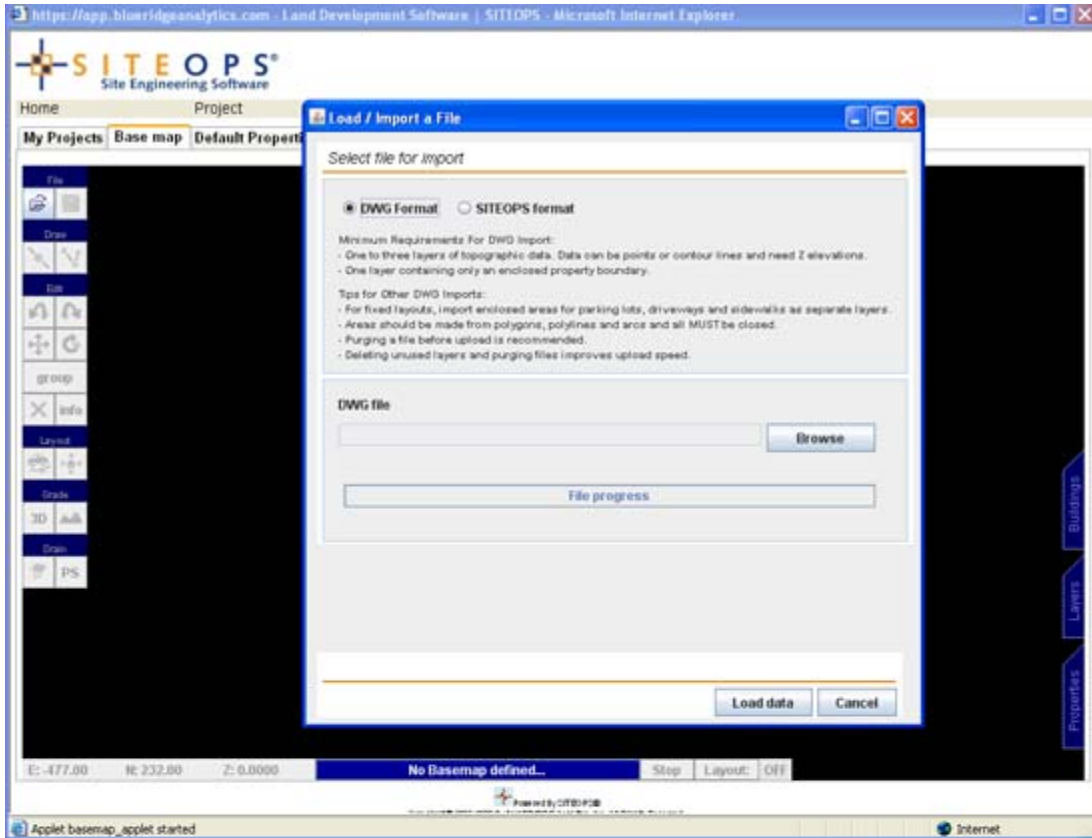 https://app.blueridgeanalytics.com - Land Development Software | SITEOPS - Microsoft Internet Explorer
SITEOPS®
Site Engineering Software
Home Project
My Projects Base map Default Properti
Load / Import a File
Select file for import
DWG Format SITEOPS format
Minimum Requirements For DWG Import:
- One to three layers of topographic data. Data can be points or contour lines and need Z elevations.
- One layer containing only an enclosed property boundary.
Tips for Other DWG Imports:
- For fixed layouts, import enclosed areas for parking lots, driveways and sidewalks as separate layers.
- Areas should be made from polygons, polylines and arcs and all MUST be closed.
- Purging a file before upload is recommended.
- Deleting unused layers and purging files improves upload speed.
DWG file
Browse
File progress
Load data Cancel
File
Draw
Edit
group
info
Layout
Grade
3D
Drain
PS
Buildings
Layers
Properties
E: -477.00 N: 232.00 Z: 0.0000 No Basemap defined... Stop Layout: OFF
Powered By SITEOPS®
Applet basemap_applet started Internet